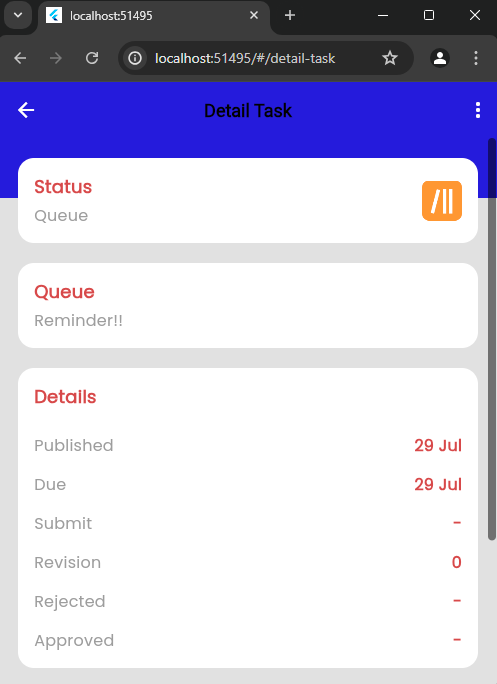 localhost:51495
localhost:51495/#/detail-task
Detail Task
Status
Queue
Queue
Reminder!!
Details
Published 29 Jul
Due 29 Jul
Submit -
Revision 0
Rejected -
Approved -